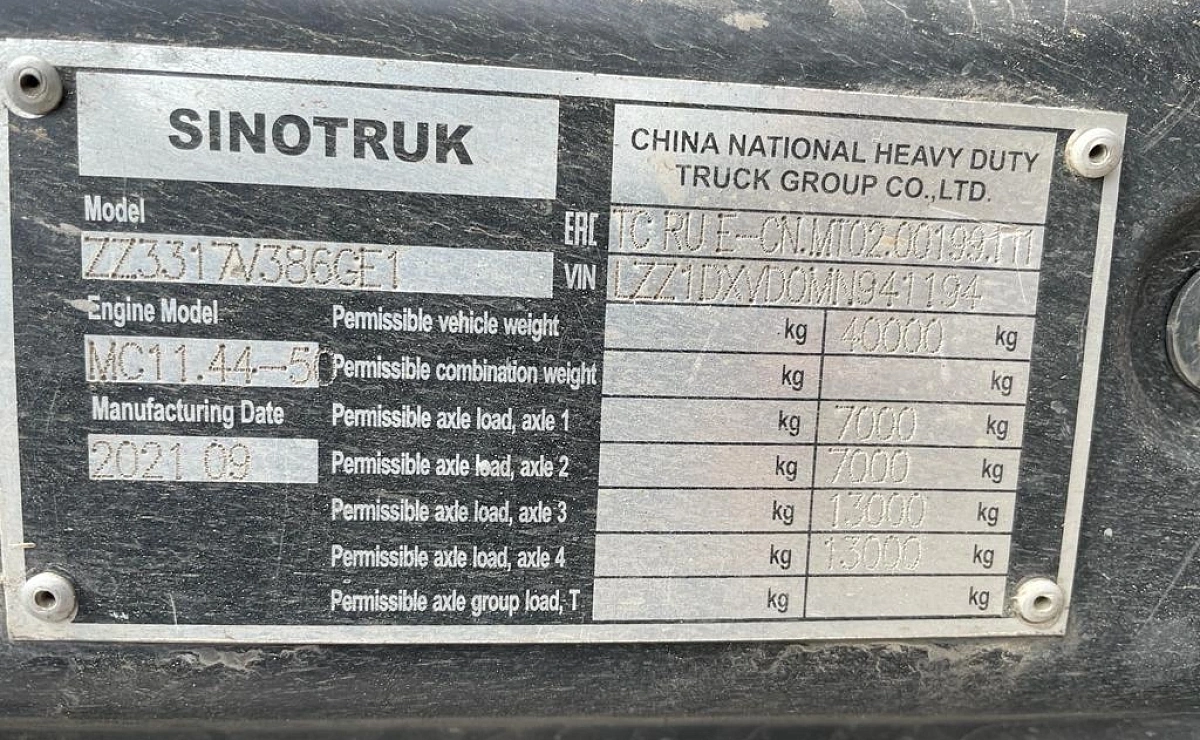 SINOTRUK
CHINA NATIONAL HEAVY DUTY
TRUCK GROUP CO.,LTD.
Model
ZZ3317V386GE1
EAC TC RU E-CN.MT02.00199.П1
VIN LZZ1DXVD0MN941194
Engine Model
MC11.44-50
Manufacturing Date
2021 09
Permissible vehicle weight kg 40000 kg
Permissible combination weight kg kg
Permissible axle load, axle 1 kg 7000 kg
Permissible axle load, axle 2 kg 7000 kg
Permissible axle load, axle 3 kg 13000 kg
Permissible axle load, axle 4 kg 13000 kg
Permissible axle group load, T kg kg